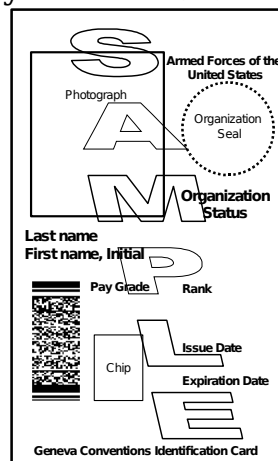 SAMPLE
Armed Forces of the
United States
Photograph
Organization
Seal
Organization
Status
Last name
First name, Initial
Pay Grade
Rank
Chip
Issue Date
Expiration Date
Geneva Conventions Identification Card